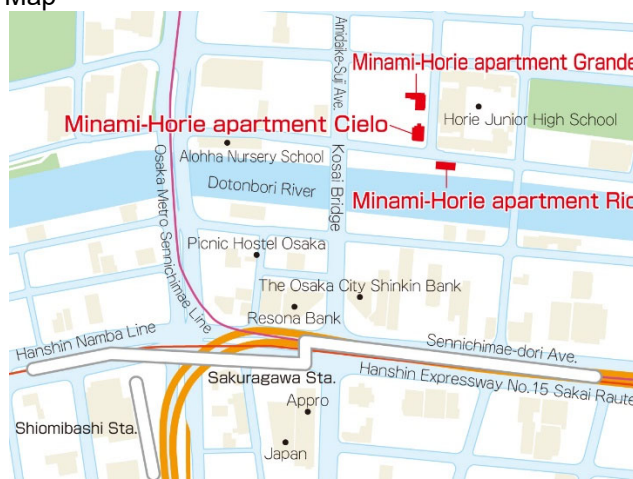 Map
Amidaike-Suji Ave.
Minami-Horie apartment Grande
Horie Junior High School
Minami-Horie apartment Cielo
Alohha Nursery School
Kosai Bridge
Dotonbori River
Minami-Horie apartment Rio
Osaka Metro Sennichimae Line
Picnic Hostel Osaka
The Osaka City Shinkin Bank
Resona Bank
Hanshin Namba Line
Sennichimae-dori Ave.
Hanshin Expressway No.15 Sakai Route
Sakuragawa Sta.
Appro
Shiomibashi Sta.
Japan